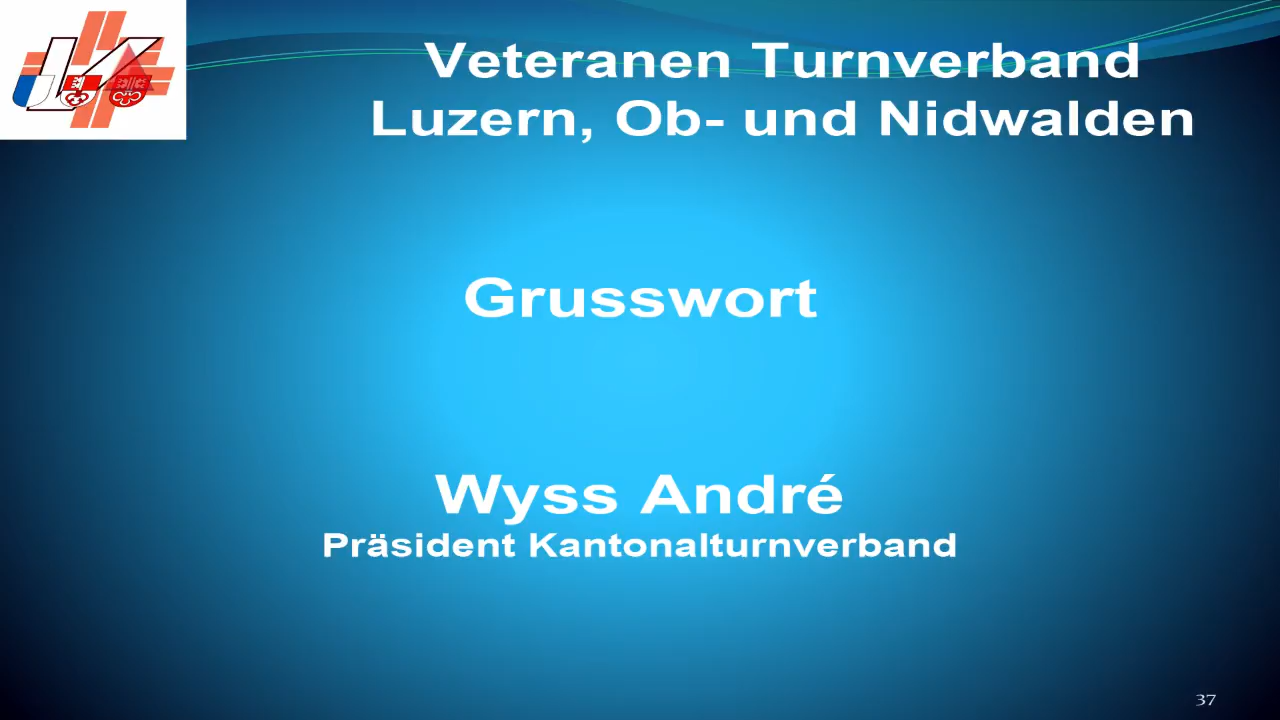 Veteranen Turnverband
Luzern, Ob- und Nidwalden
Grusswort
Wyss André
Präsident Kantonalturnverband
37